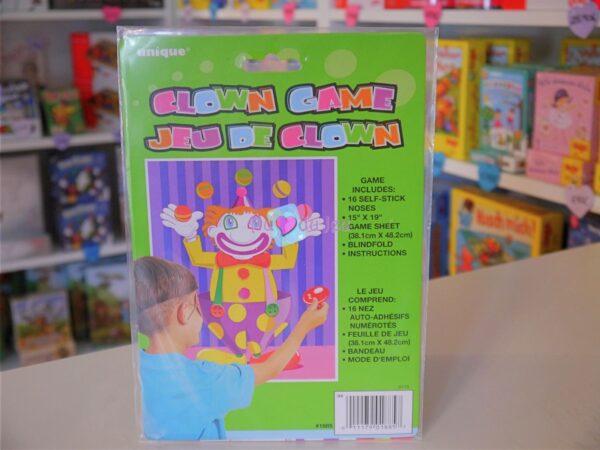 unique®
CLOWN GAME
JEU DE CLOWN
GAME
INCLUDES:
• 16 SELF-STICK
NOSES
• 15" X 19"
GAME SHEET
(38.1cm X 48.2cm)
• BLINDFOLD
• INSTRUCTIONS
LE JEU
COMPREND:
• 16 NEZ
AUTO-ADHÉSIFS
NUMÉROTÉS
• FEUILLE DE JEU
(38.1cm X 48.2cm)
• BANDEAU
• MODE D'EMPLOI
#1885